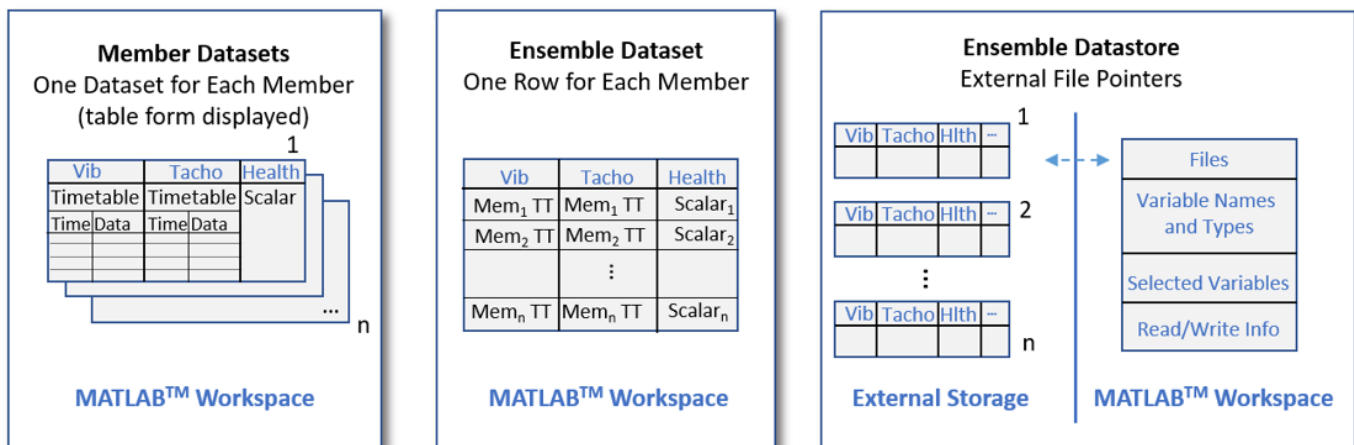 Member Datasets
One Dataset for Each Member
(table form displayed)
1
Vib Tacho Health
Timetable Timetable Scalar
Time Data Time Data
...
n
MATLAB™ Workspace
Ensemble Dataset
One Row for Each Member
Vib Tacho Health
Mem₁ TT Mem₁ TT Scalar₁
Mem₂ TT Mem₂ TT Scalar₂
⋮
Memₙ TT Memₙ TT Scalarₙ
MATLAB™ Workspace
Ensemble Datastore
External File Pointers
1
Vib Tacho Hlth ...
2
Vib Tacho Hlth ...
⋮
Vib Tacho Hlth ...
n
External Storage
Files
Variable Names
and Types
Selected Variables
Read/Write Info
MATLAB™ Workspace